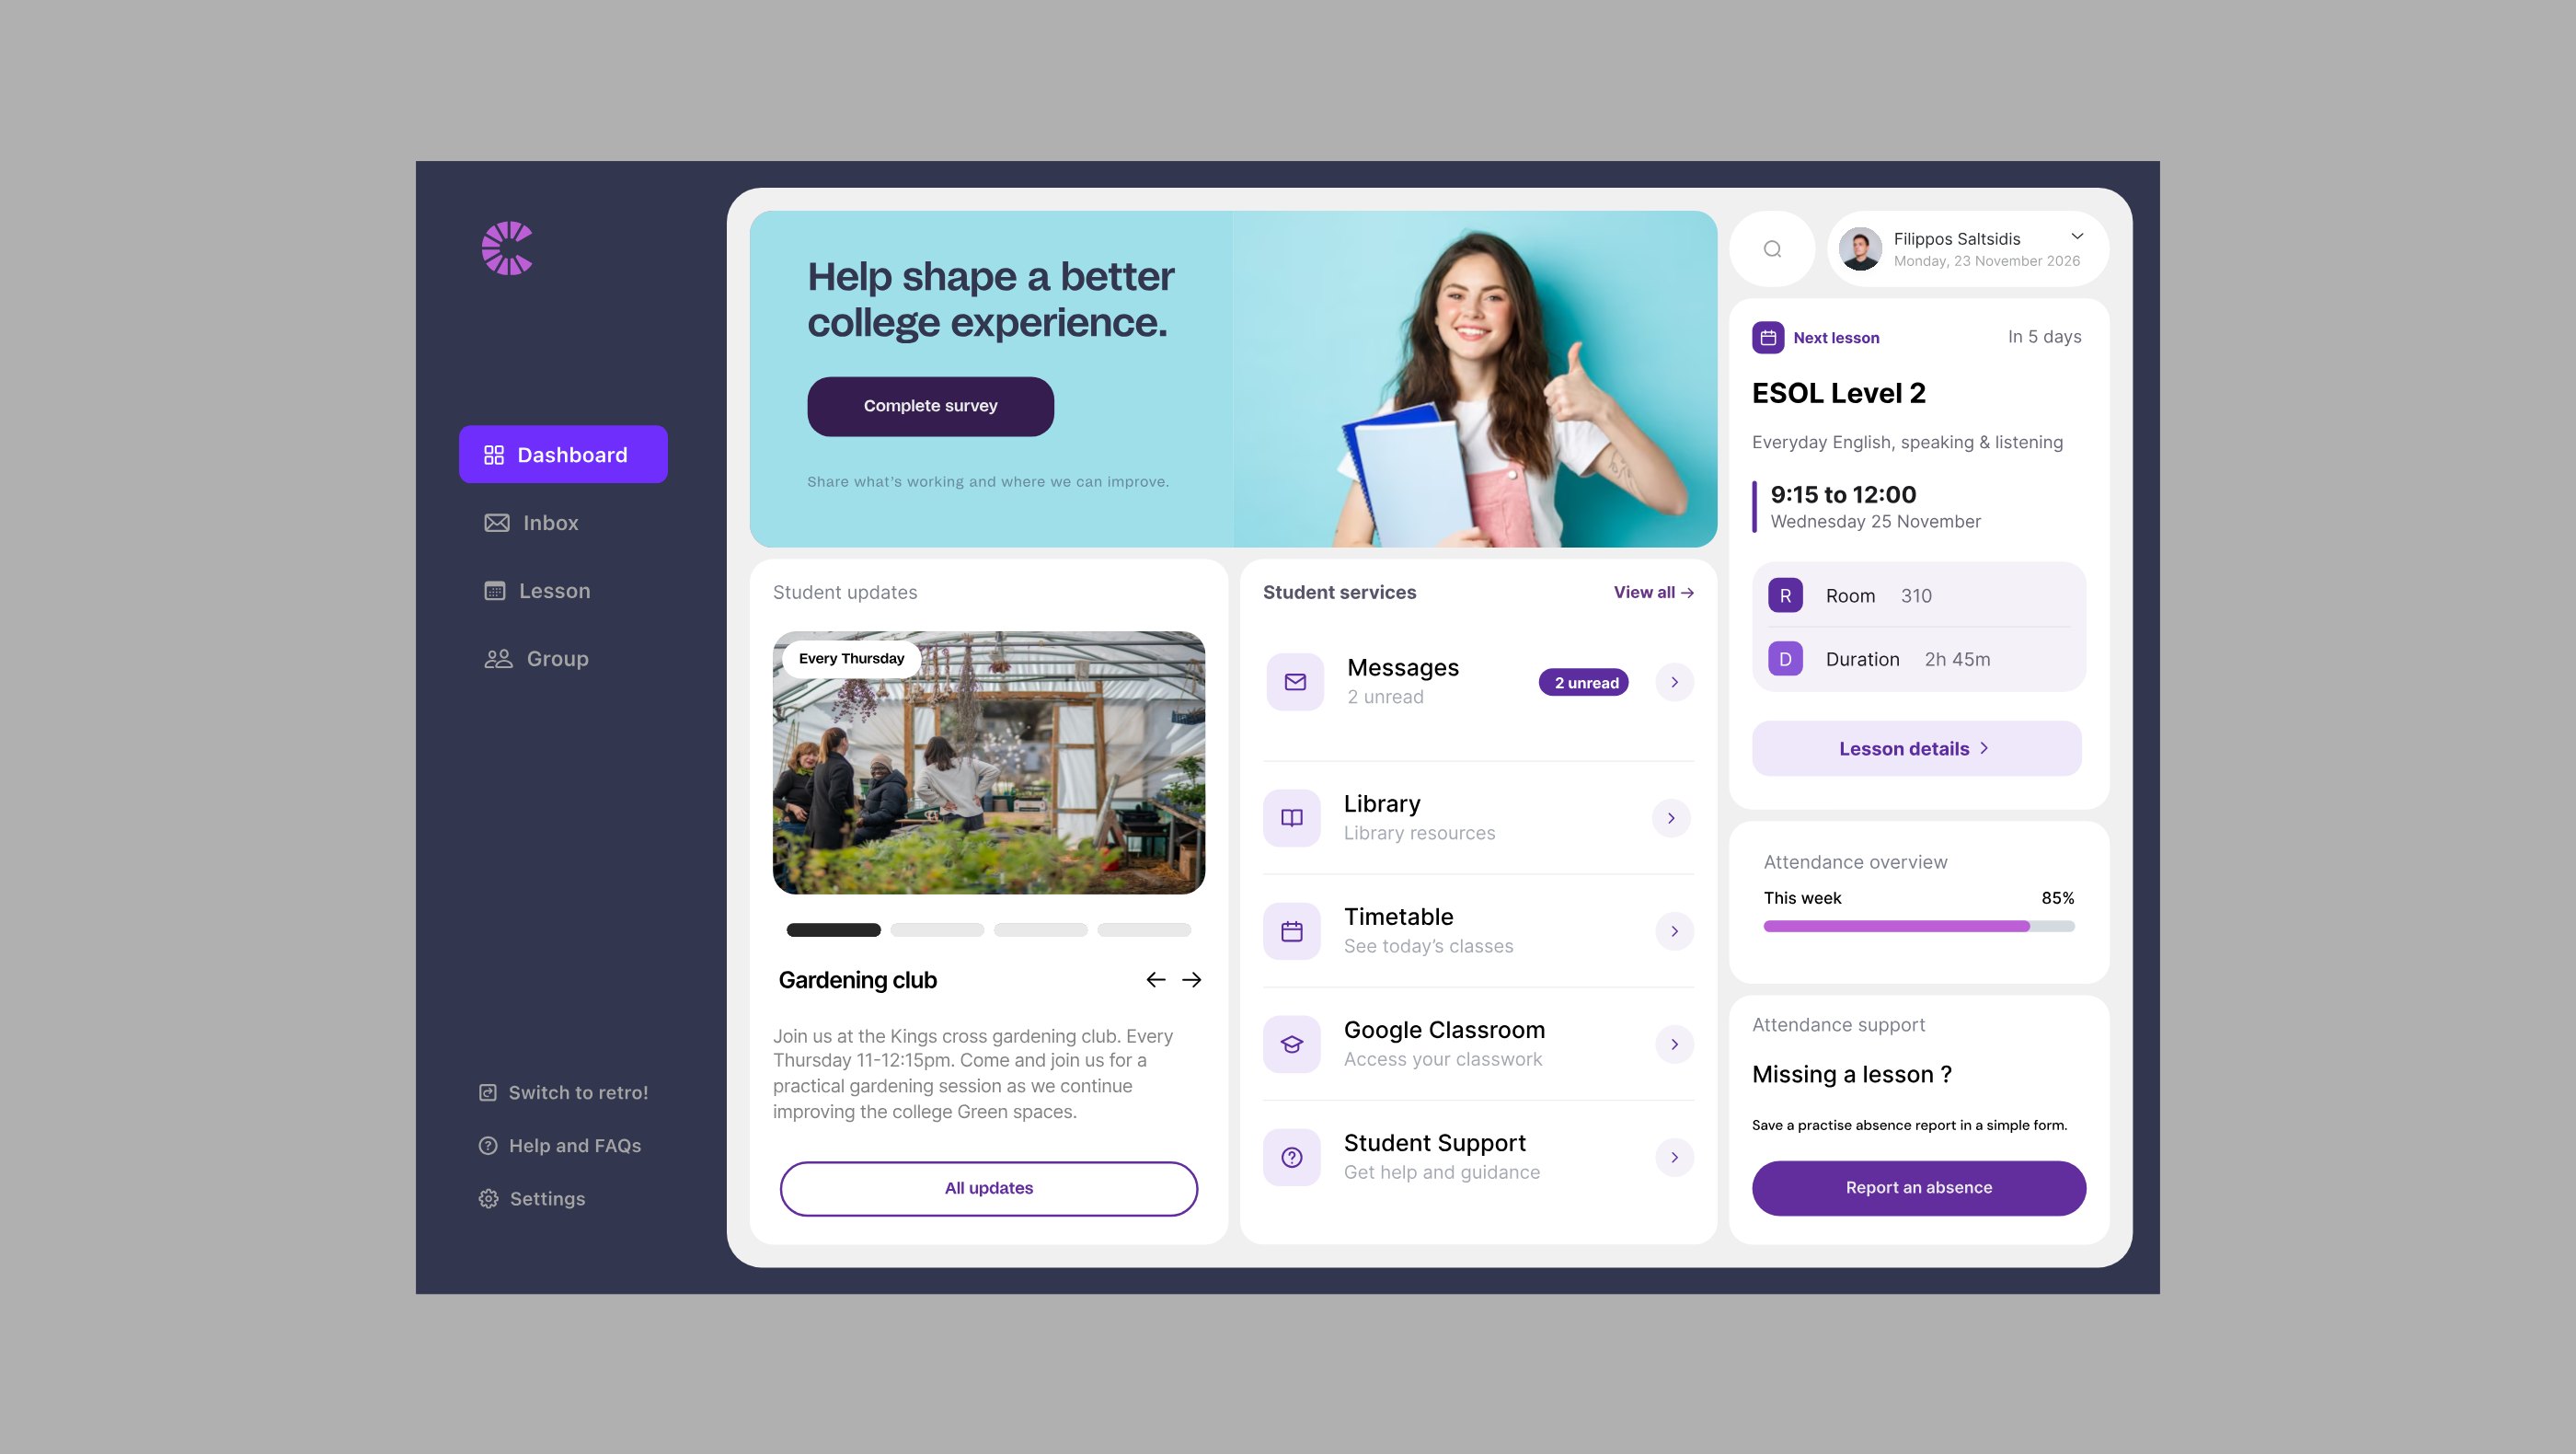 Dashboard
Inbox
Lesson
Group
Switch to retro!
Help and FAQs
Settings
Help shape a better
college experience.
Complete survey
Share what's working and where we can improve.
Filippos Saltsidis
Monday, 23 November 2026
Student updates
Every Thursday
Gardening club
Join us at the Kings cross gardening club. Every
Thursday 11-12:15pm. Come and join us for a
practical gardening session as we continue
improving the college Green spaces.
All updates
Student services
View all →
Messages
2 unread
2 unread
Library
Library resources
Timetable
See today's classes
Google Classroom
Access your classwork
Student Support
Get help and guidance
Next lesson
In 5 days
ESOL Level 2
Everyday English, speaking & listening
9:15 to 12:00
Wednesday 25 November
R Room 310
D Duration 2h 45m
Lesson details
Attendance overview
This week 85%
Attendance support
Missing a lesson ?
Save a practise absence report in a simple form.
Report an absence